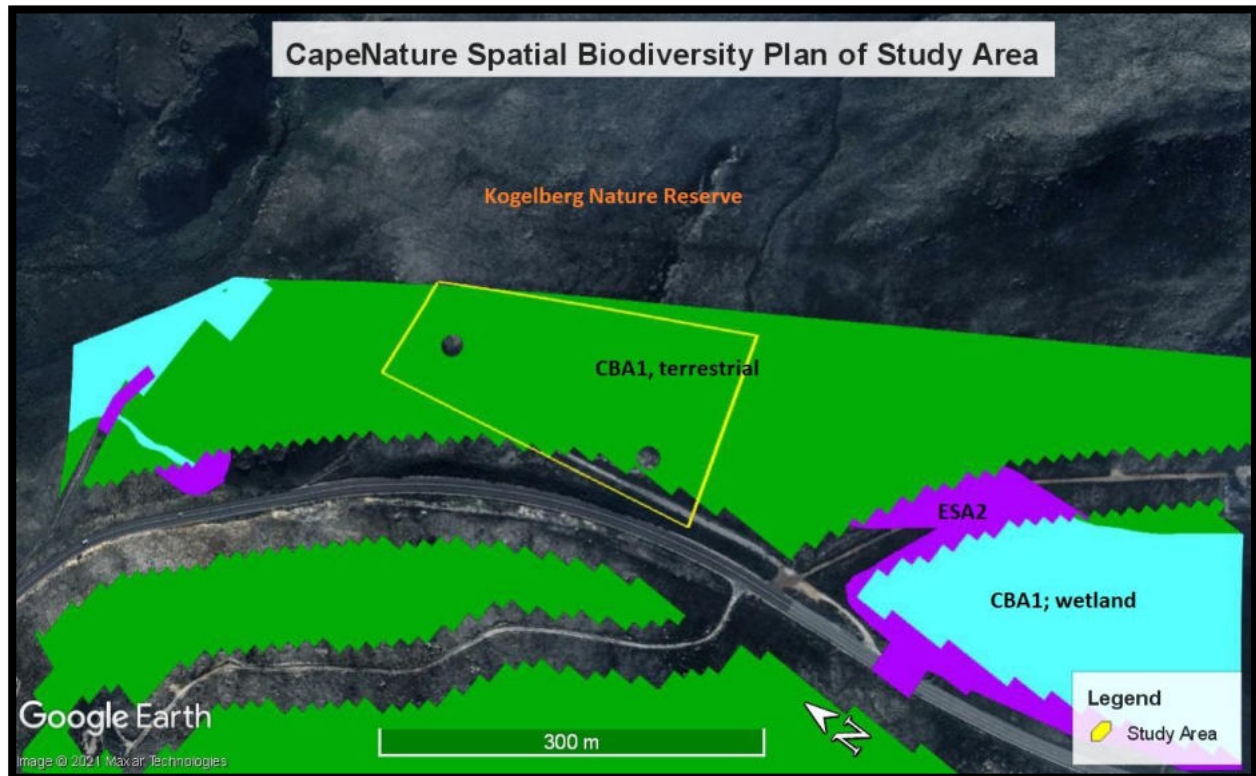 CapeNature Spatial Biodiversity Plan of Study Area
Kogelberg Nature Reserve
CBA1, terrestrial
ESA2
CBA1; wetland
Legend
Study Area
Google Earth
300 m
N
Image © 2021 Maxar Technologies